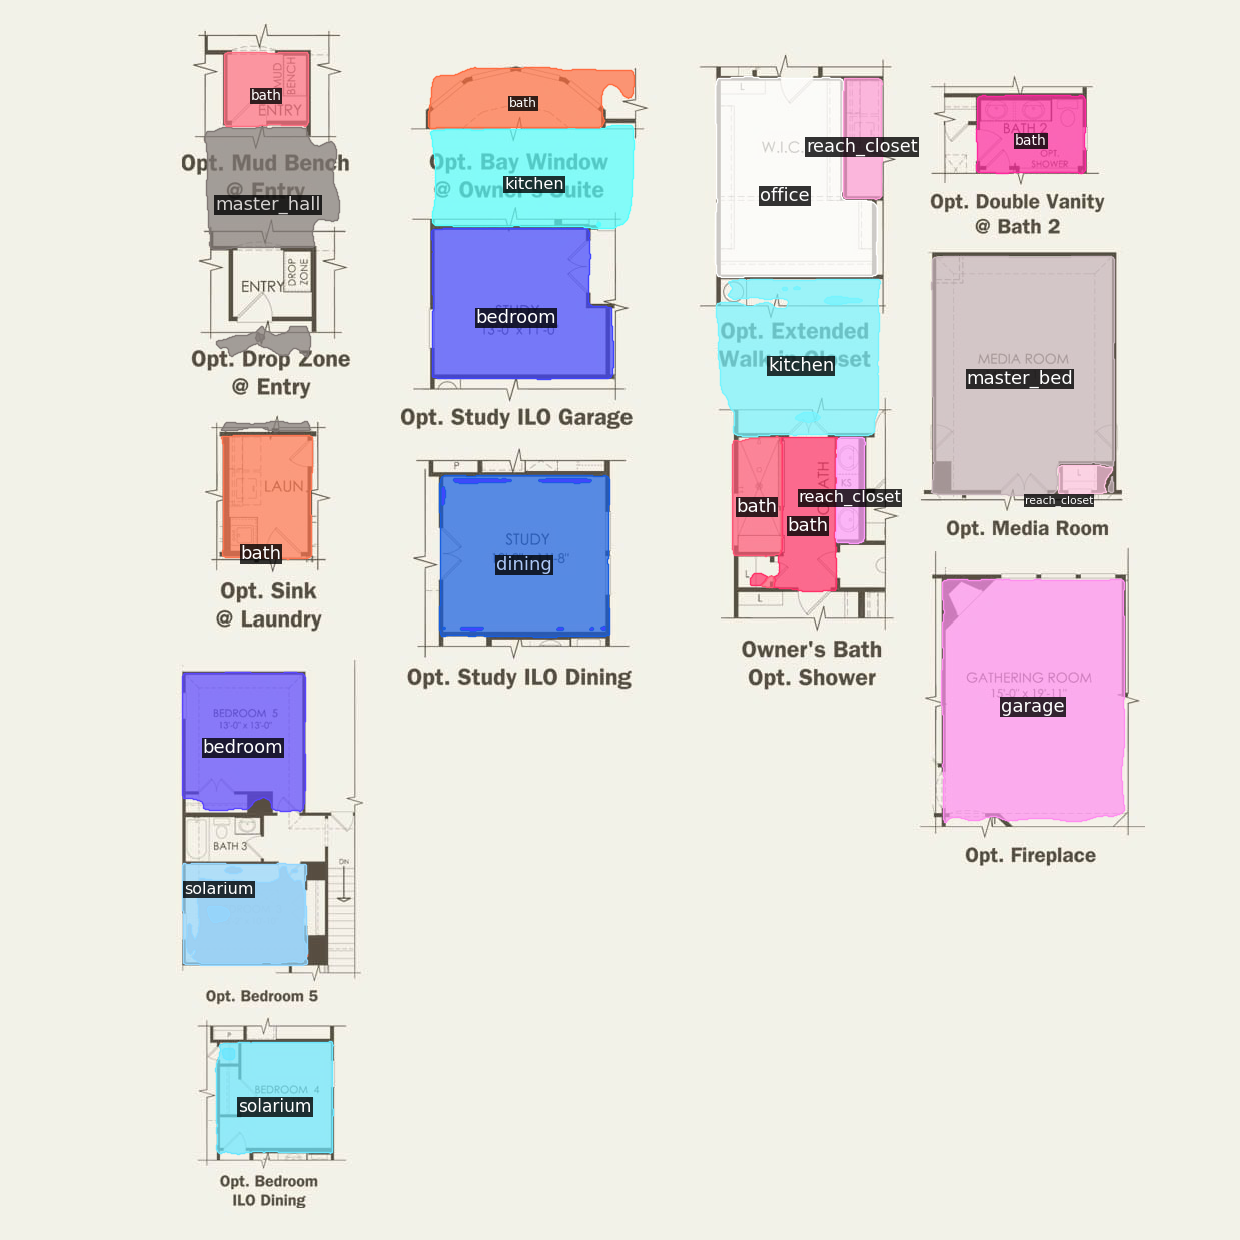 MUD
BENCH
bath
ENTRY
Opt. Mud Bench
@ Entry
master_hall
ENTRY
DROP
ZONE
Opt. Drop Zone
@ Entry
LAUN.
bath
Opt. Sink
@ Laundry
BEDROOM 5
13'-0" x 13'-0"
bedroom
BATH 3
DN
solarium
Opt. Bedroom 5
P
BEDROOM 4
solarium
Opt. Bedroom
ILO Dining
bath
Opt. Bay Window
@ Owner's Suite
kitchen
STUDY
bedroom
13'-0" x 11'-0"
Opt. Study ILO Garage
P
STUDY
dining
Opt. Study ILO Dining
L
W.I.C.
reach_closet
office
Opt. Extended
Walk-in Closet
kitchen
BATH
KS
reach_closet
bath
bath
L
L
Owner's Bath
Opt. Shower
BATH 2
bath
OPT.
SHOWER
Opt. Double Vanity
@ Bath 2
MEDIA ROOM
master_bed
L
reach_closet
Opt. Media Room
GATHERING ROOM
15'-0" x 19'-11"
garage
Opt. Fireplace